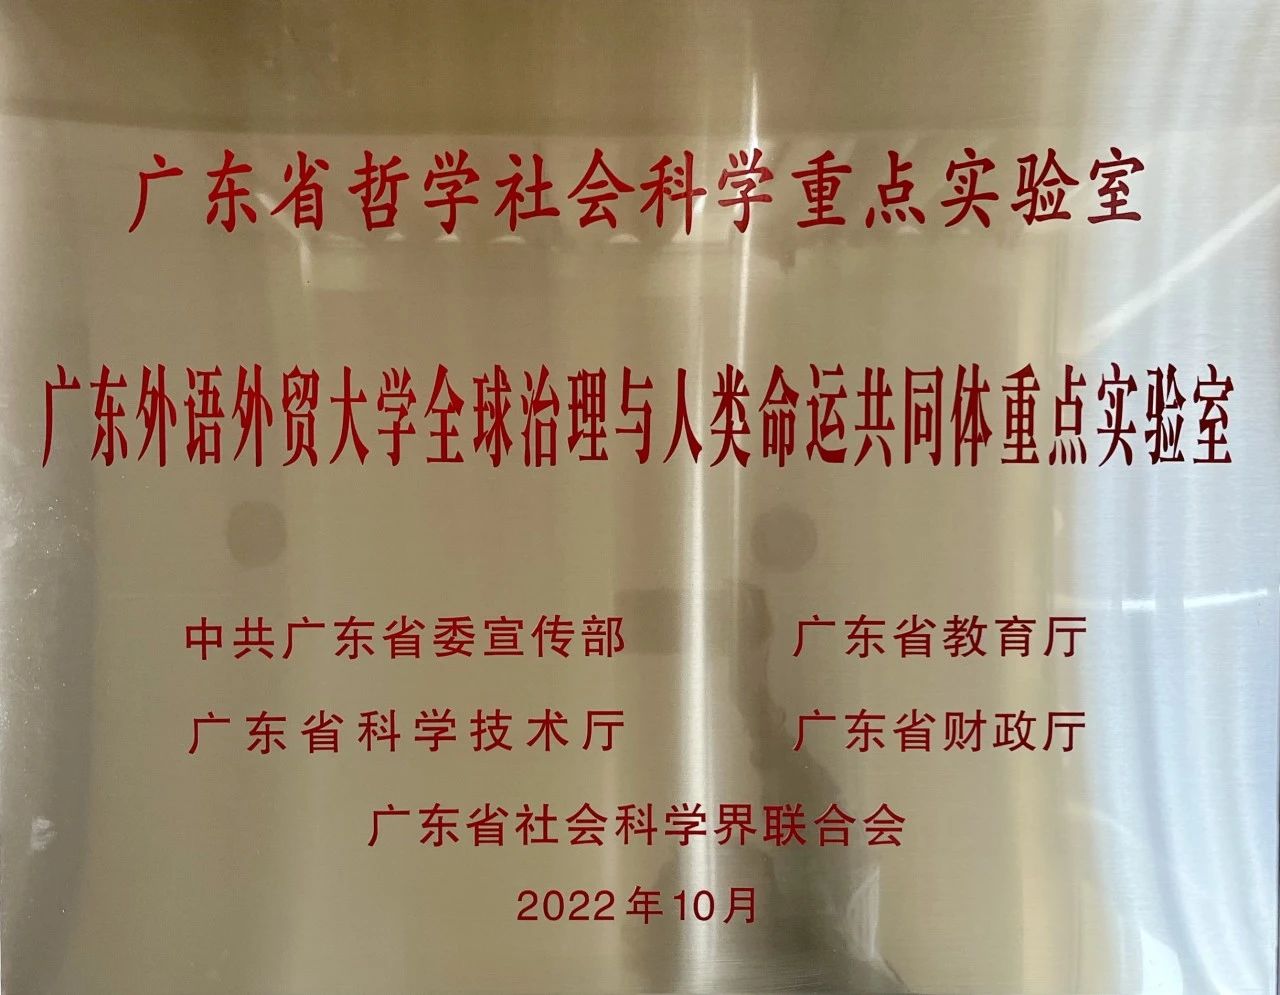 广东省哲学社会科学重点实验室
广东外语外贸大学全球治理与人类命运共同体重点实验室
中共广东省委宣传部 广东省教育厅
广东省科学技术厅 广东省财政厅
广东省社会科学界联合会
2022年10月